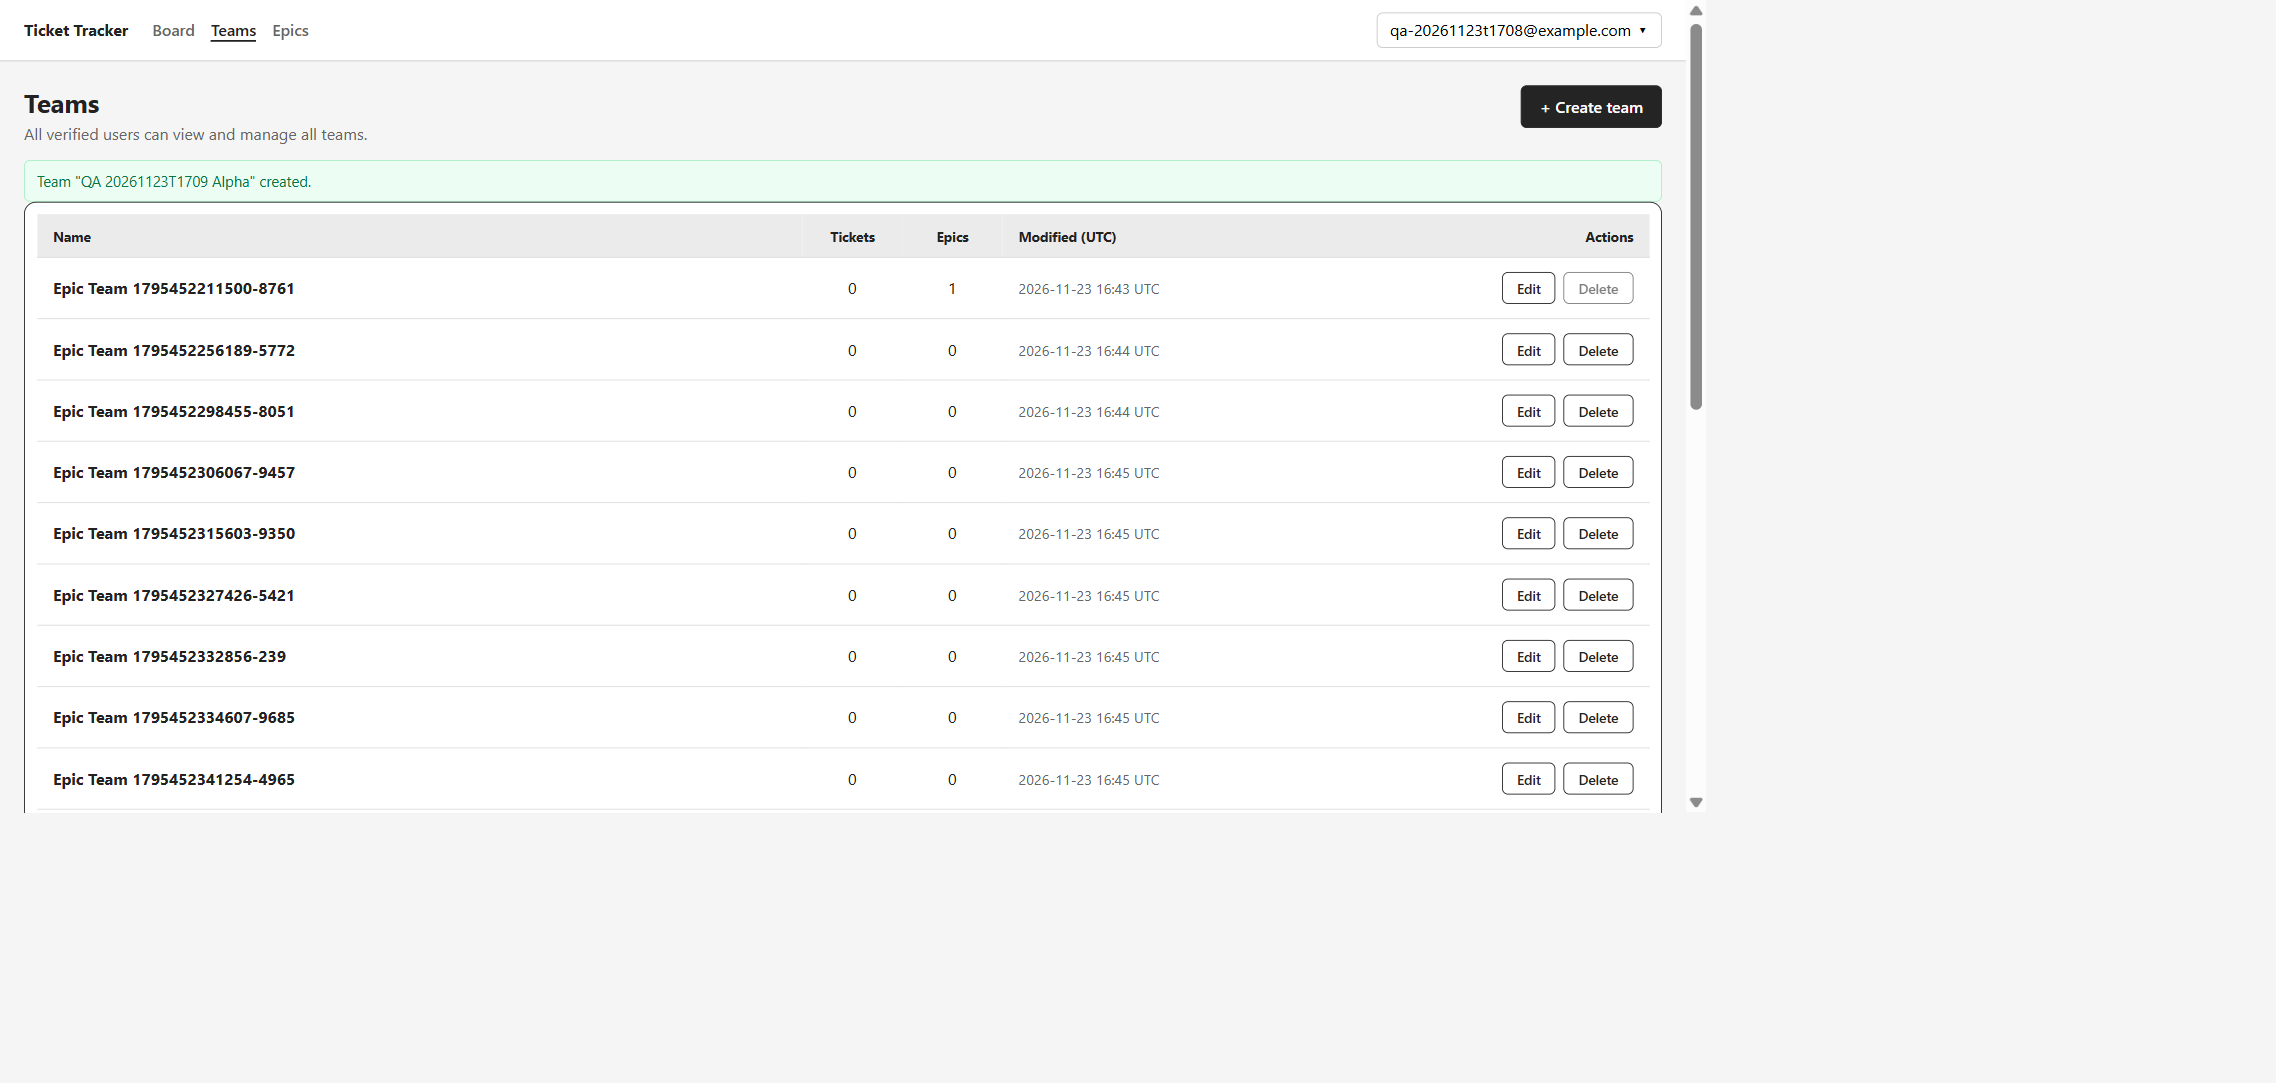 Ticket Tracker Board Teams Epics qa-20261123t1708@example.com ▼
Teams
+ Create team
All verified users can view and manage all teams.
Team "QA 20261123T1709 Alpha" created.
Name Tickets Epics Modified (UTC) Actions
Epic Team 1795452211500-8761 0 1 2026-11-23 16:43 UTC Edit Delete
Epic Team 1795452256189-5772 0 0 2026-11-23 16:44 UTC Edit Delete
Epic Team 1795452298455-8051 0 0 2026-11-23 16:44 UTC Edit Delete
Epic Team 1795452306067-9457 0 0 2026-11-23 16:45 UTC Edit Delete
Epic Team 1795452315603-9350 0 0 2026-11-23 16:45 UTC Edit Delete
Epic Team 1795452327426-5421 0 0 2026-11-23 16:45 UTC Edit Delete
Epic Team 1795452332856-239 0 0 2026-11-23 16:45 UTC Edit Delete
Epic Team 1795452334607-9685 0 0 2026-11-23 16:45 UTC Edit Delete
Epic Team 1795452341254-4965 0 0 2026-11-23 16:45 UTC Edit Delete